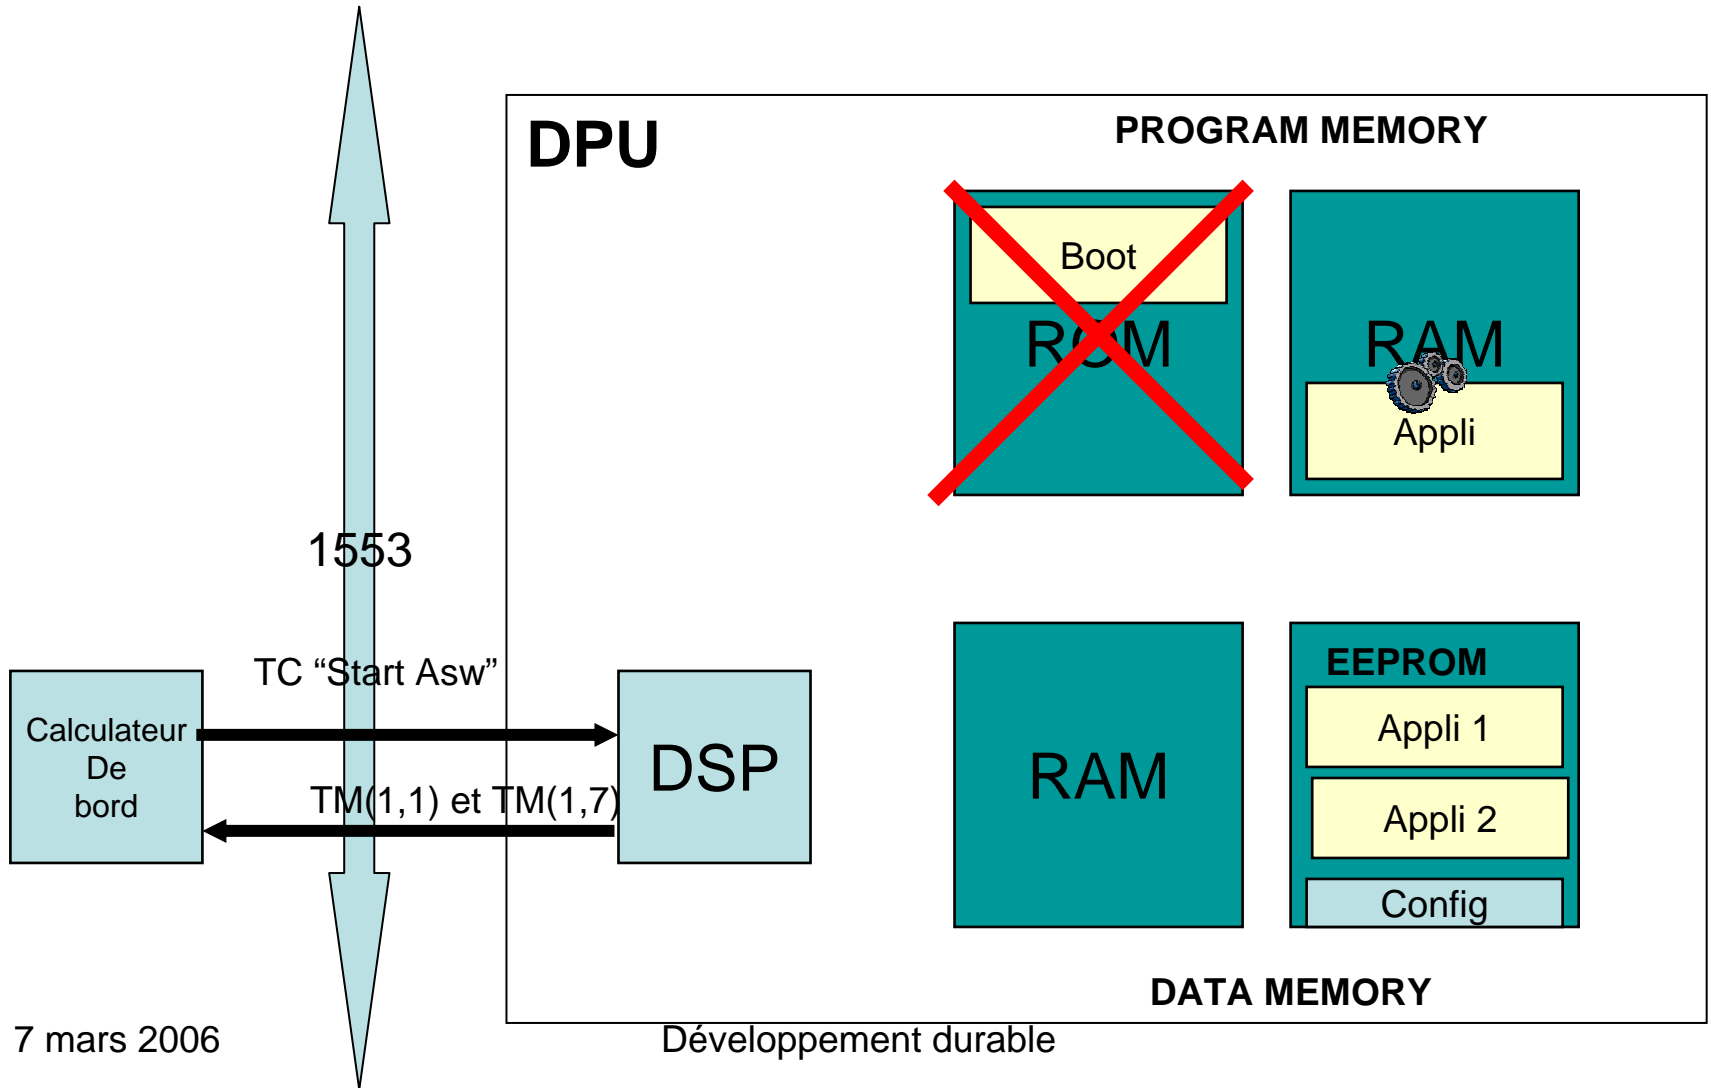 DPU
PROGRAM MEMORY
Boot
ROM
RAM
Appli
1553
TC “Start Asw”
Calculateur
De
bord
TM(1,1) et TM(1,7)
DSP
RAM
EEPROM
Appli 1
Appli 2
Config
DATA MEMORY
7 mars 2006
Développement durable